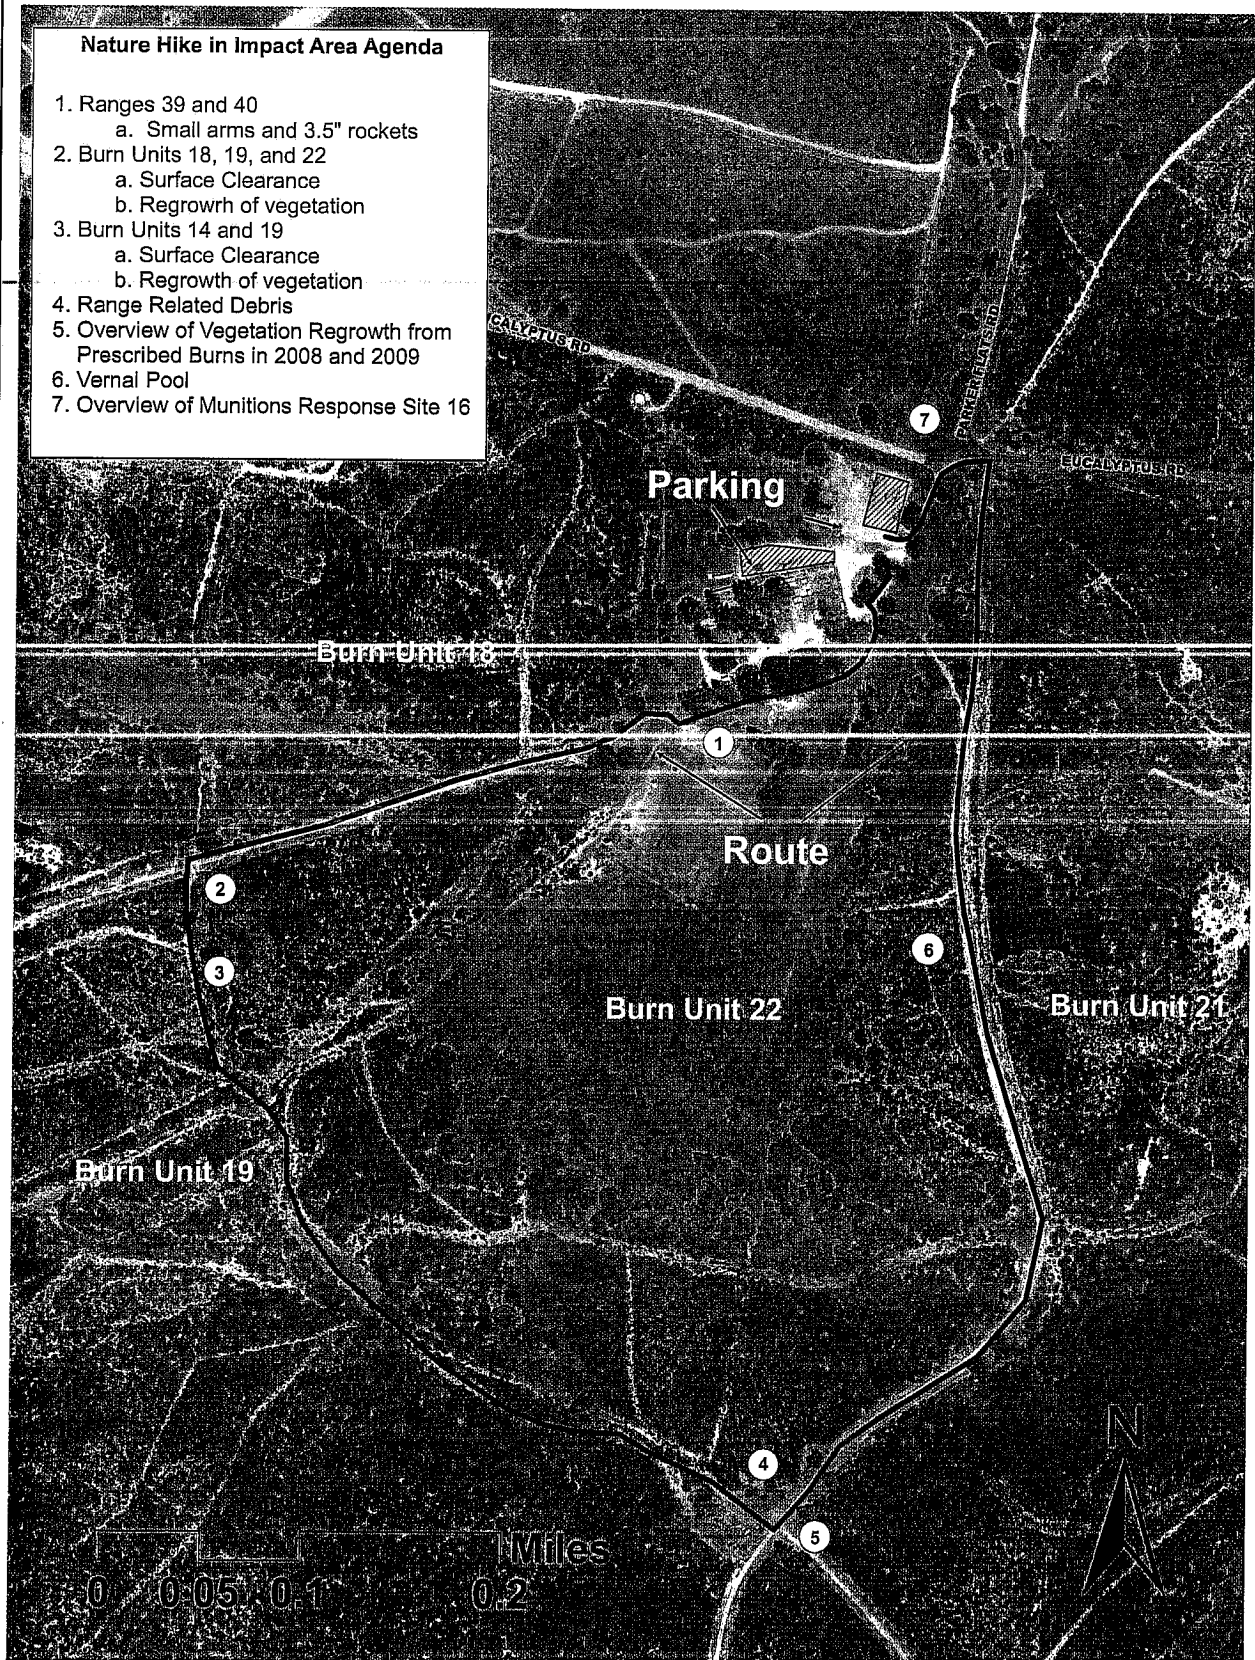 Nature Hike in Impact Area Agenda
1. Ranges 39 and 40
a. Small arms and 3.5" rockets
2. Burn Units 18, 19, and 22
a. Surface Clearance
b. Regrowrh of vegetation
3. Burn Units 14 and 19
a. Surface Clearance
b. Regrowth of vegetation
4. Range Related Debris
5. Overview of Vegetation Regrowth from
Prescribed Burns in 2008 and 2009
6. Vernal Pool
7. Overview of Munitions Response Site 16
CALYPTUS RD
PARKER FLATS RD
7
EUCALYPTUS RD
Parking
Burn Unit 18
1
Route
2
3
6
Burn Unit 22
Burn Unit 21
Burn Unit 19
N
4
5
Miles
0 0.05 0.1 0.2